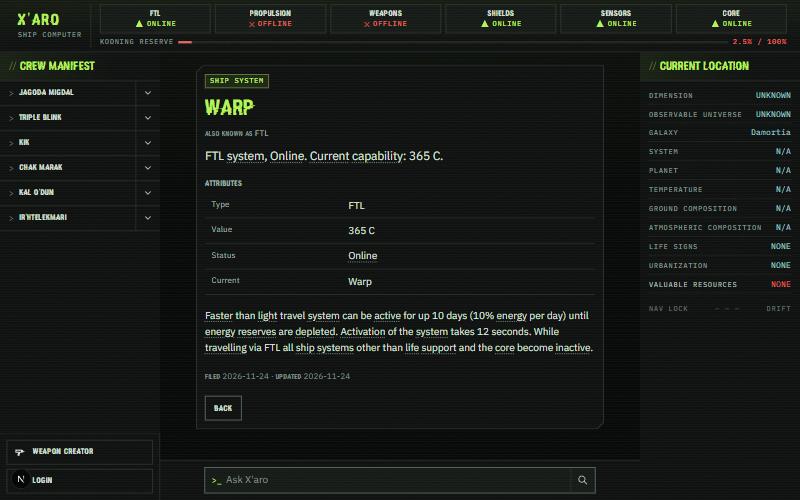 X'ARO
SHIP COMPUTER
FTL
ONLINE
PROPULSION
OFFLINE
WEAPONS
OFFLINE
SHIELDS
ONLINE
SENSORS
ONLINE
CORE
ONLINE
KODNING RESERVE
2.5% / 100%
// CREW MANIFEST
> JAGODA MIGDAL
> TRIPLE BLINK
> KIK
> CHAK MARAK
> KAL O'DUN
> IR'HTELEKMARI
WEAPON CREATOR
N
LOGIN
SHIP SYSTEM
WARP
ALSO KNOWN AS FTL
FTL system, Online. Current capability: 365 C.
ATTRIBUTES
Type FTL
Value 365 C
Status Online
Current Warp
Faster than light travel system can be active for up 10 days (10% energy per day) until
energy reserves are depleted. Activation of the system takes 12 seconds. While
travelling via FTL all ship systems other than life support and the core become inactive.
FILED 2026-11-24 · UPDATED 2026-11-24
BACK
>_ Ask X'aro
// CURRENT LOCATION
DIMENSION UNKNOWN
OBSERVABLE UNIVERSE UNKNOWN
GALAXY Damortia
SYSTEM N/A
PLANET N/A
TEMPERATURE N/A
GROUND COMPOSITION N/A
ATMOSPHERIC COMPOSITION N/A
LIFE SIGNS NONE
URBANIZATION NONE
VALUABLE RESOURCES NONE
NAV LOCK – – – DRIFT